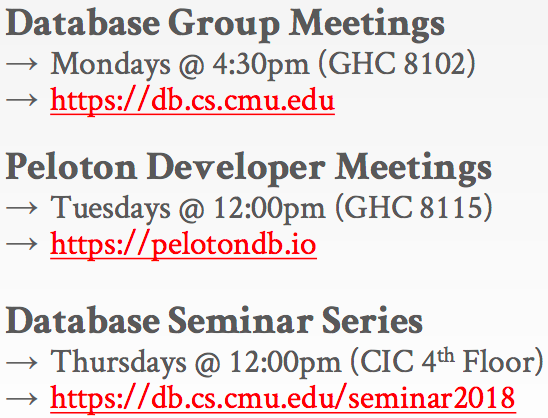 Database Group Meetings
→ Mondays @ 4:30pm (GHC 8102)
→ https://db.cs.cmu.edu
Peloton Developer Meetings
→ Tuesdays @ 12:00pm (GHC 8115)
→ https://pelotondb.io
Database Seminar Series
→ Thursdays @ 12:00pm (CIC 4th Floor)
→ https://db.cs.cmu.edu/seminar2018